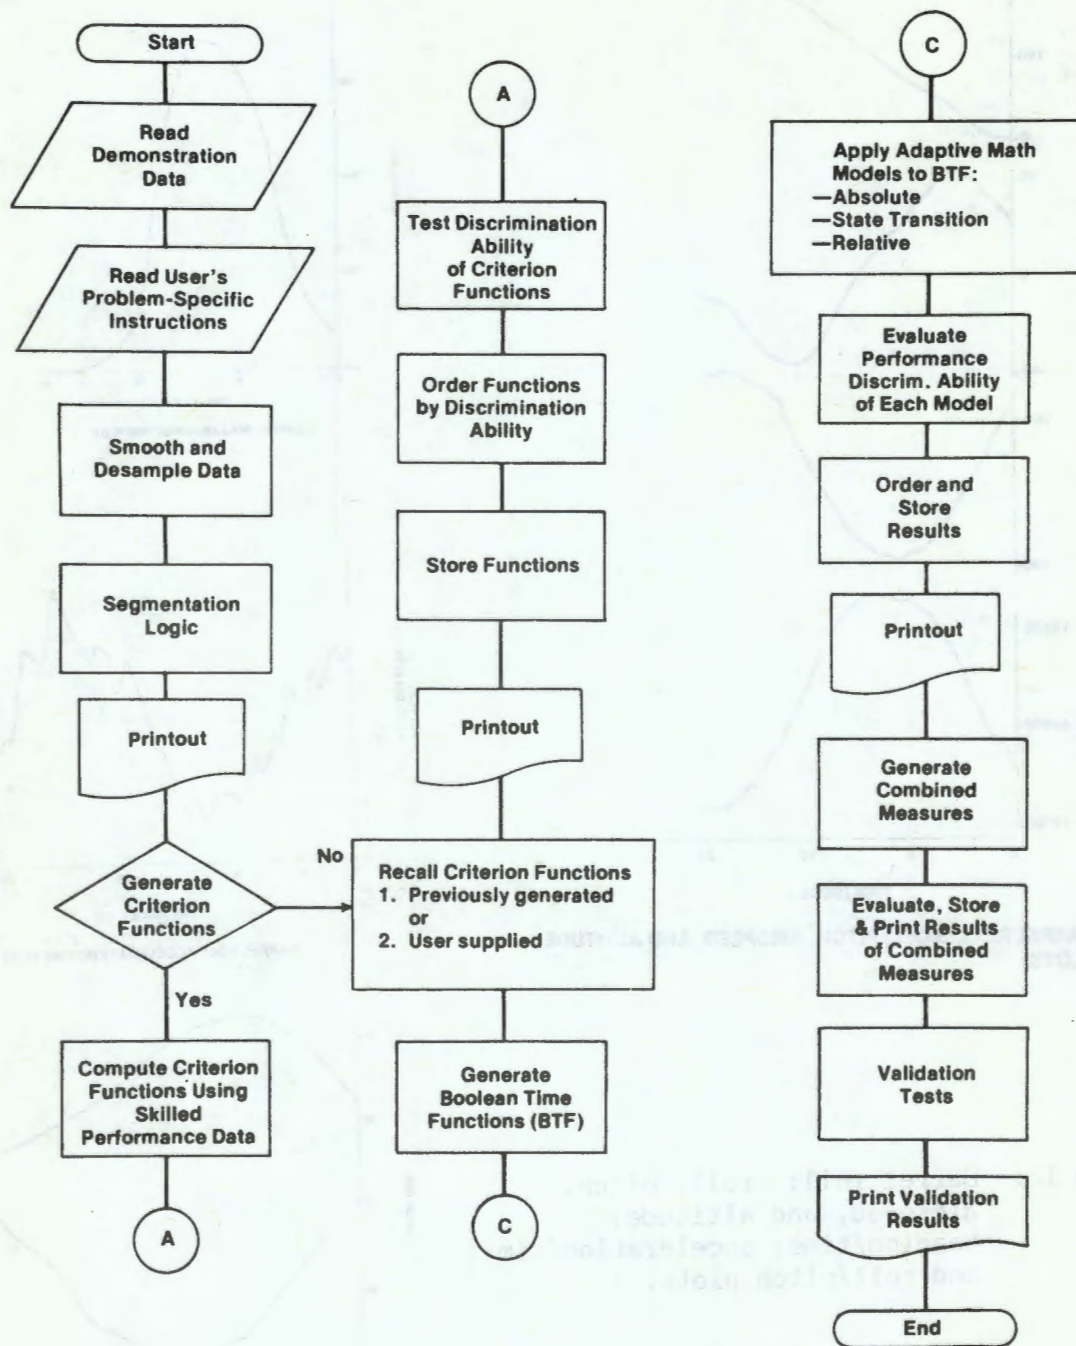 Start
Read
Demonstration
Data
Read User's
Problem-Specific
Instructions
Smooth and
Desample Data
Segmentation
Logic
Printout
Generate
Criterion
Functions
No
Yes
Compute Criterion
Functions Using
Skilled
Performance Data
A
A
Test Discrimination
Ability
of Criterion
Functions
Order Functions
by Discrimination
Ability
Store Functions
Printout
Recall Criterion Functions
1. Previously generated
or
2. User supplied
Generate
Boolean Time
Functions (BTF)
C
C
Apply Adaptive Math
Models to BTF:
—Absolute
—State Transition
—Relative
Evaluate
Performance
Discrim. Ability
of Each Model
Order and
Store
Results
Printout
Generate
Combined
Measures
Evaluate, Store
& Print Results
of Combined
Measures
Validation
Tests
Print Validation
Results
End